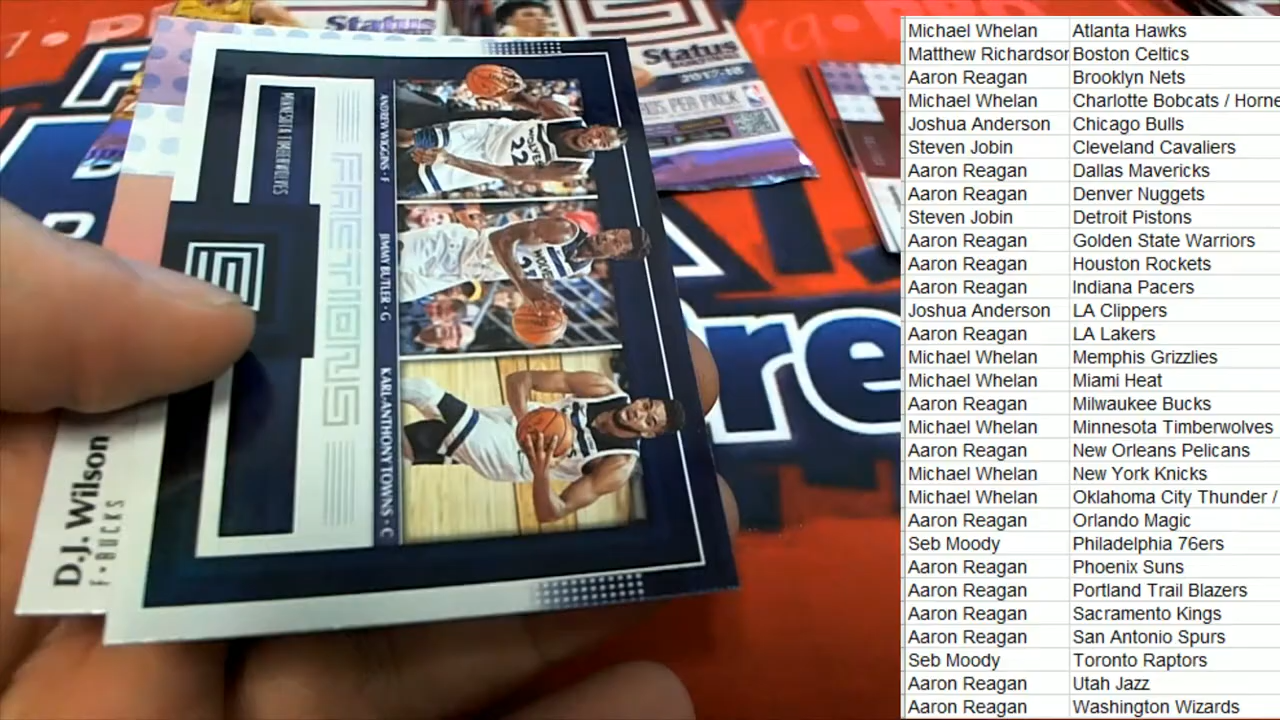 Status
Status
2017-18
DS PER PACK
MINNESOTA TIMBERWOLVES
FACTIONS
ANDREW WIGGINS • F
JIMMY BUTLER • G
KARL-ANTHONY TOWNS • C
WOLVES
22
D.J. Wilson
F • BUCKS
re
Michael Whelan Atlanta Hawks
Matthew Richardson Boston Celtics
Aaron Reagan Brooklyn Nets
Michael Whelan Charlotte Bobcats / Horne
Joshua Anderson Chicago Bulls
Steven Jobin Cleveland Cavaliers
Aaron Reagan Dallas Mavericks
Aaron Reagan Denver Nuggets
Steven Jobin Detroit Pistons
Aaron Reagan Golden State Warriors
Aaron Reagan Houston Rockets
Aaron Reagan Indiana Pacers
Joshua Anderson LA Clippers
Aaron Reagan LA Lakers
Michael Whelan Memphis Grizzlies
Michael Whelan Miami Heat
Aaron Reagan Milwaukee Bucks
Michael Whelan Minnesota Timberwolves
Aaron Reagan New Orleans Pelicans
Michael Whelan New York Knicks
Michael Whelan Oklahoma City Thunder /
Aaron Reagan Orlando Magic
Seb Moody Philadelphia 76ers
Aaron Reagan Phoenix Suns
Aaron Reagan Portland Trail Blazers
Aaron Reagan Sacramento Kings
Aaron Reagan San Antonio Spurs
Seb Moody Toronto Raptors
Aaron Reagan Utah Jazz
Aaron Reagan Washington Wizards